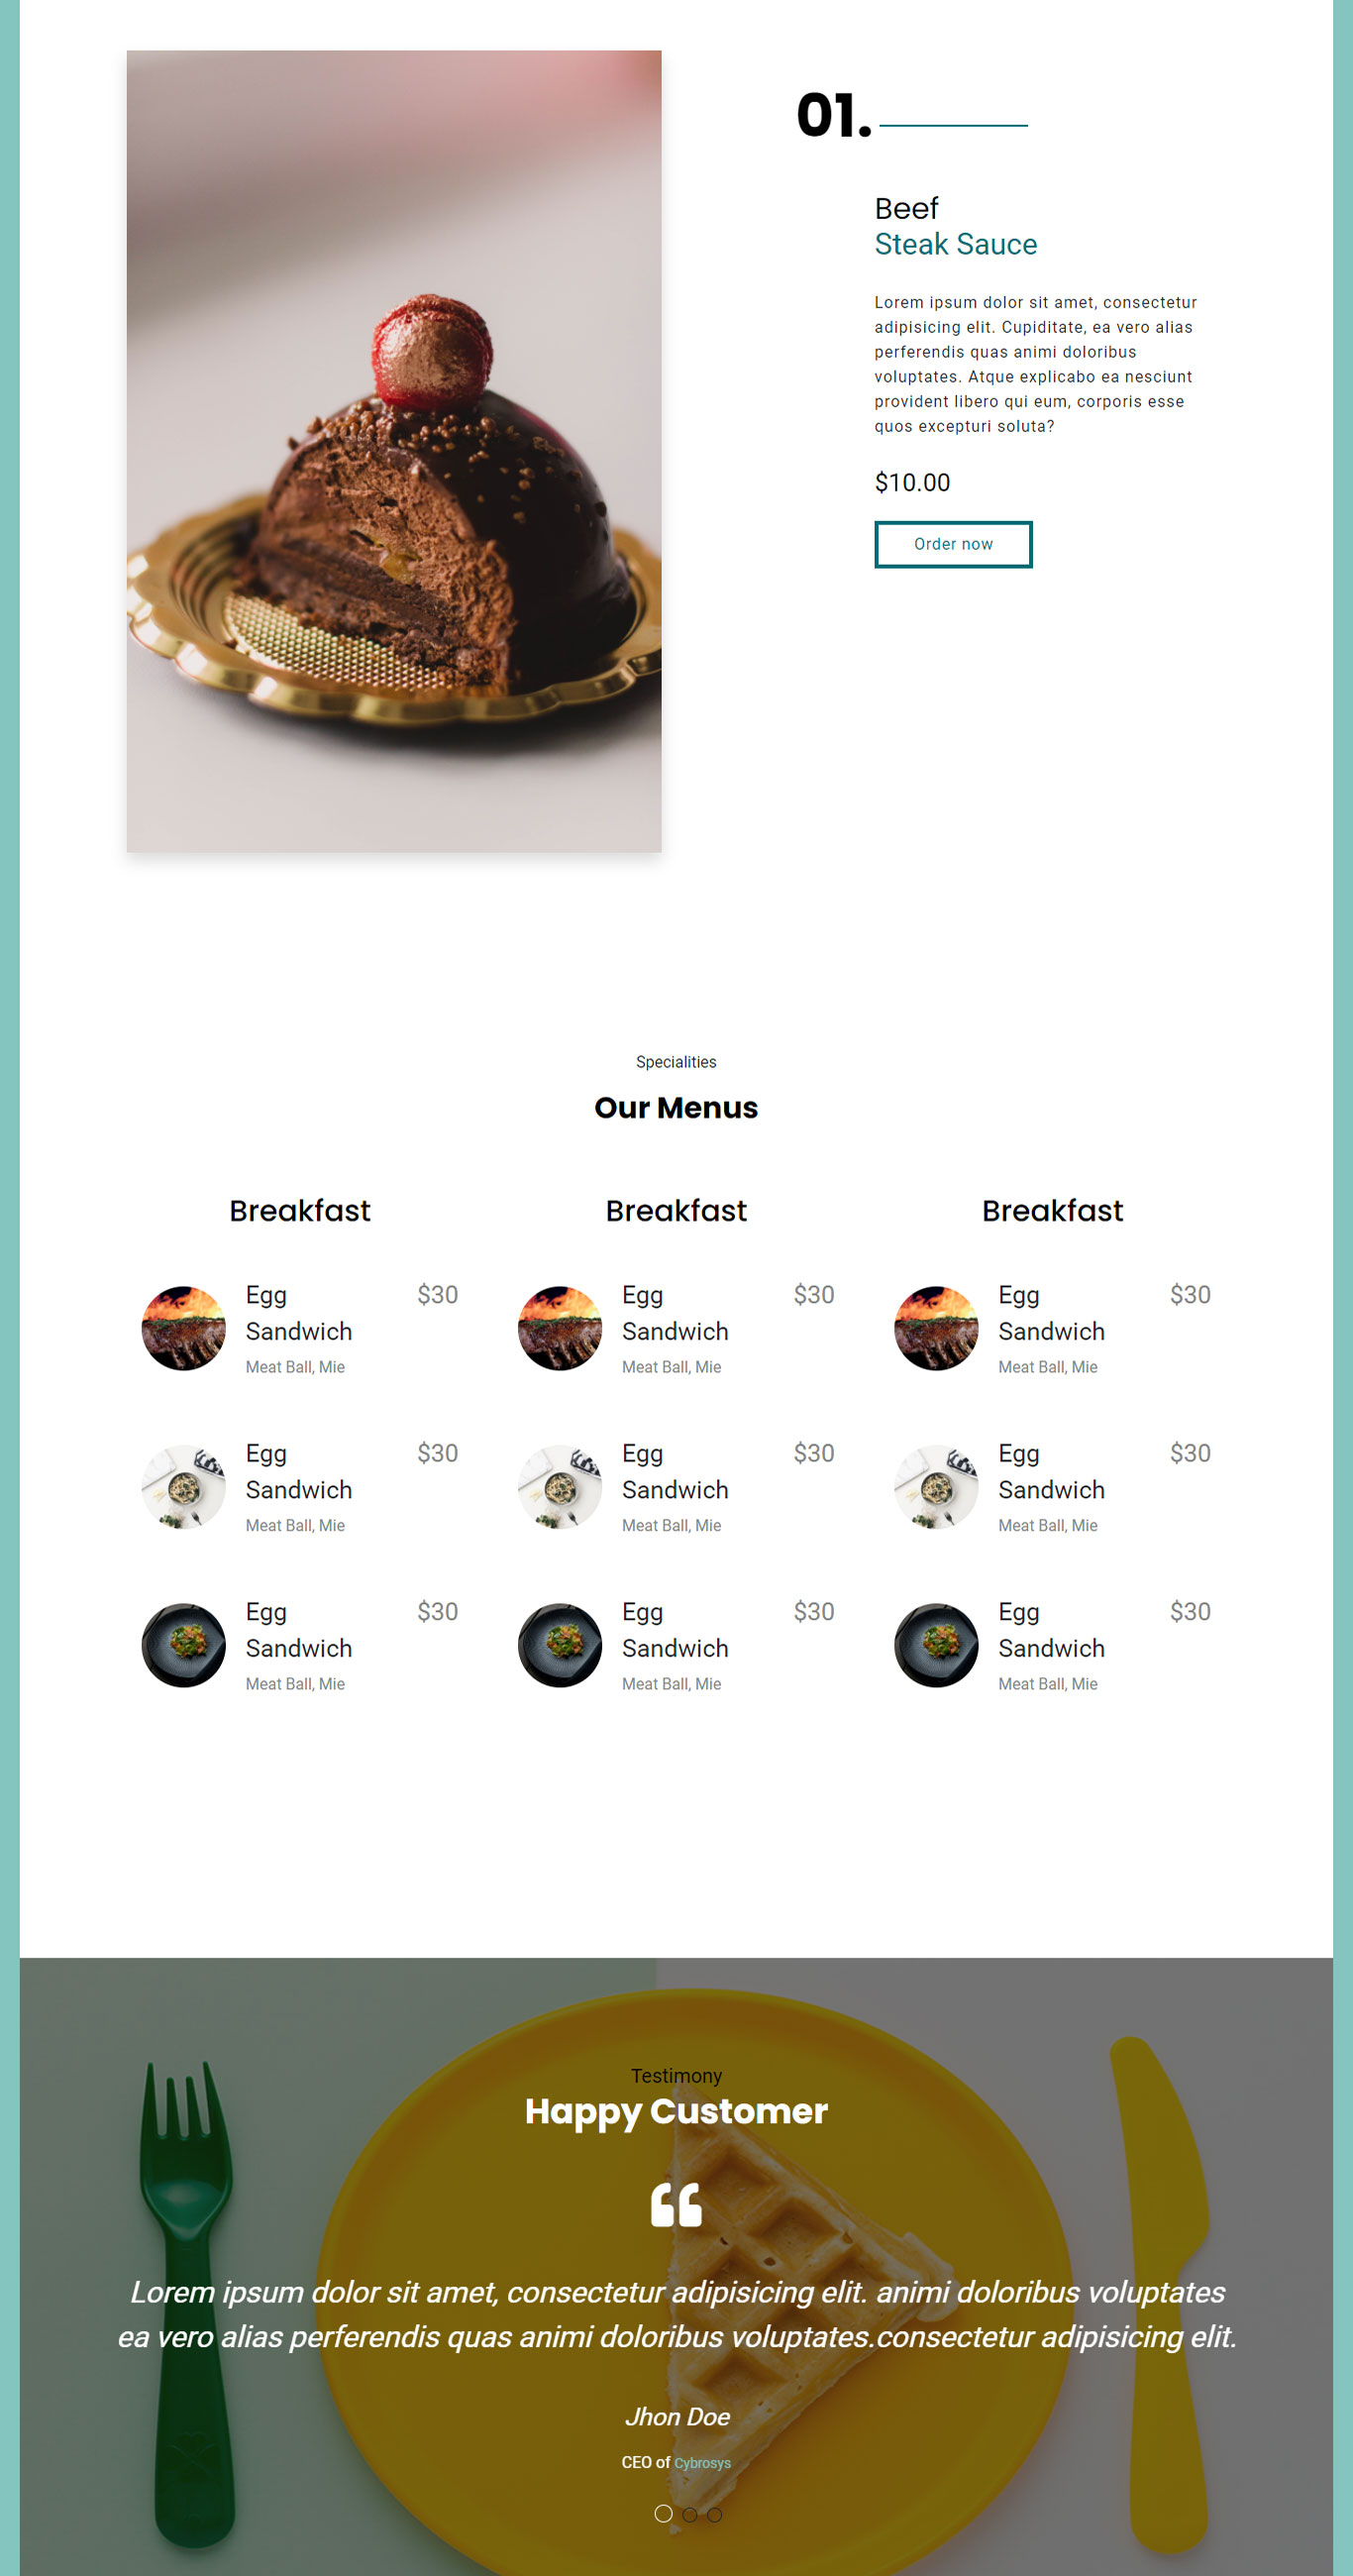 01.
Beef
Steak Sauce
Lorem ipsum dolor sit amet, consectetur
adipisicing elit. Cupiditate, ea vero alias
perferendis quas animi doloribus
voluptates. Atque explicabo ea nesciunt
provident libero qui eum, corporis esse
quos excepturi soluta?
$10.00
Order now
Specialities
Our Menus
Breakfast
Egg
Sandwich
$30
Meat Ball, Mie
Egg
Sandwich
$30
Meat Ball, Mie
Egg
Sandwich
$30
Meat Ball, Mie
Breakfast
Egg
Sandwich
$30
Meat Ball, Mie
Egg
Sandwich
$30
Meat Ball, Mie
Egg
Sandwich
$30
Meat Ball, Mie
Breakfast
Egg
Sandwich
$30
Meat Ball, Mie
Egg
Sandwich
$30
Meat Ball, Mie
Egg
Sandwich
$30
Meat Ball, Mie
Testimony
Happy Customer
“
Lorem ipsum dolor sit amet, consectetur adipisicing elit. animi doloribus voluptates
ea vero alias perferendis quas animi doloribus voluptates.consectetur adipisicing elit.
Jhon Doe
CEO of Cybrosys